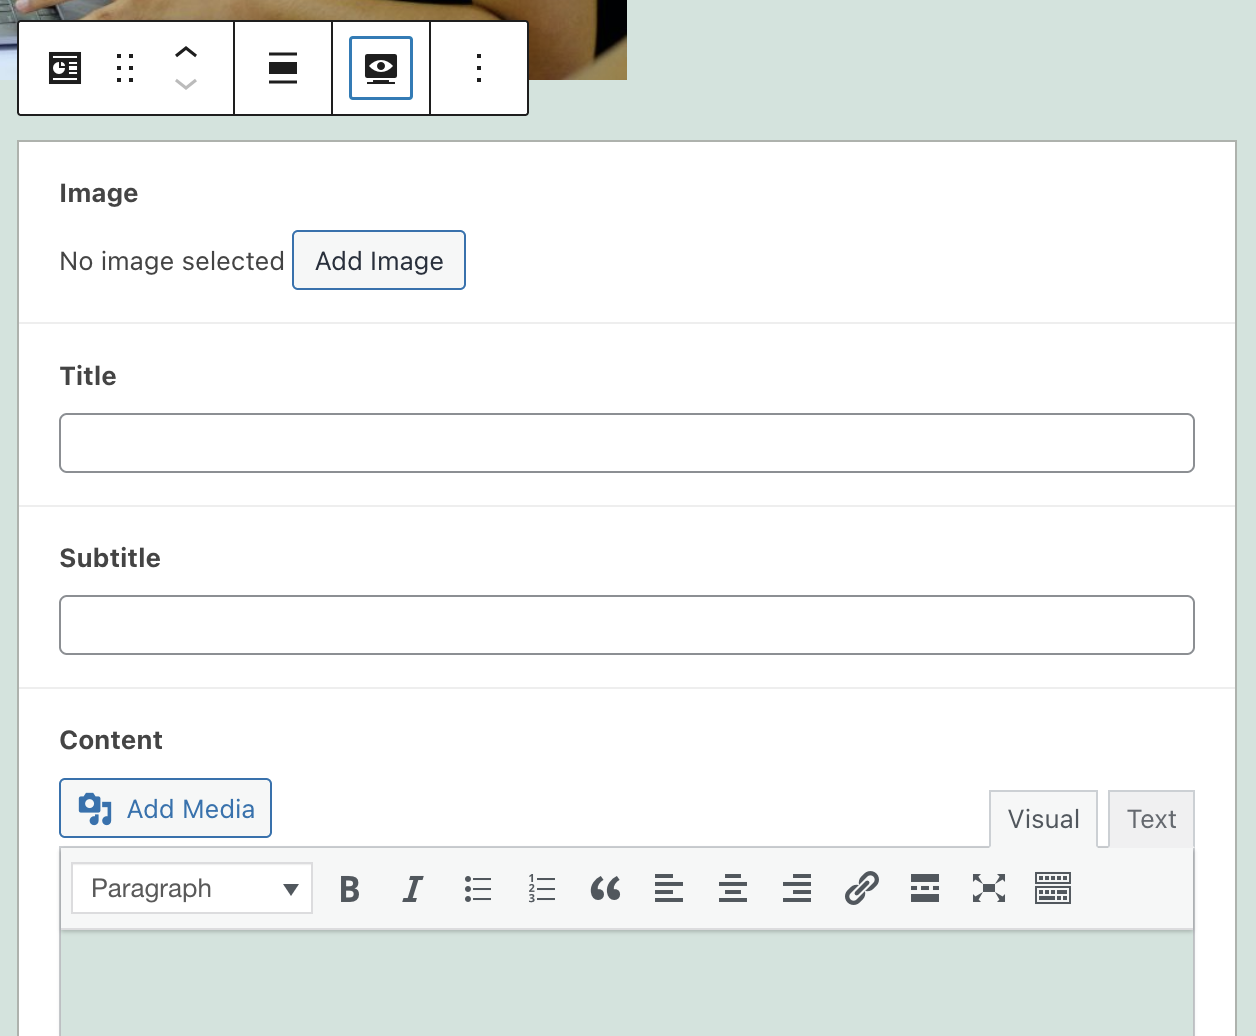 Image
No image selected Add Image
Title
Subtitle
Content
Add Media
Visual Text
Paragraph